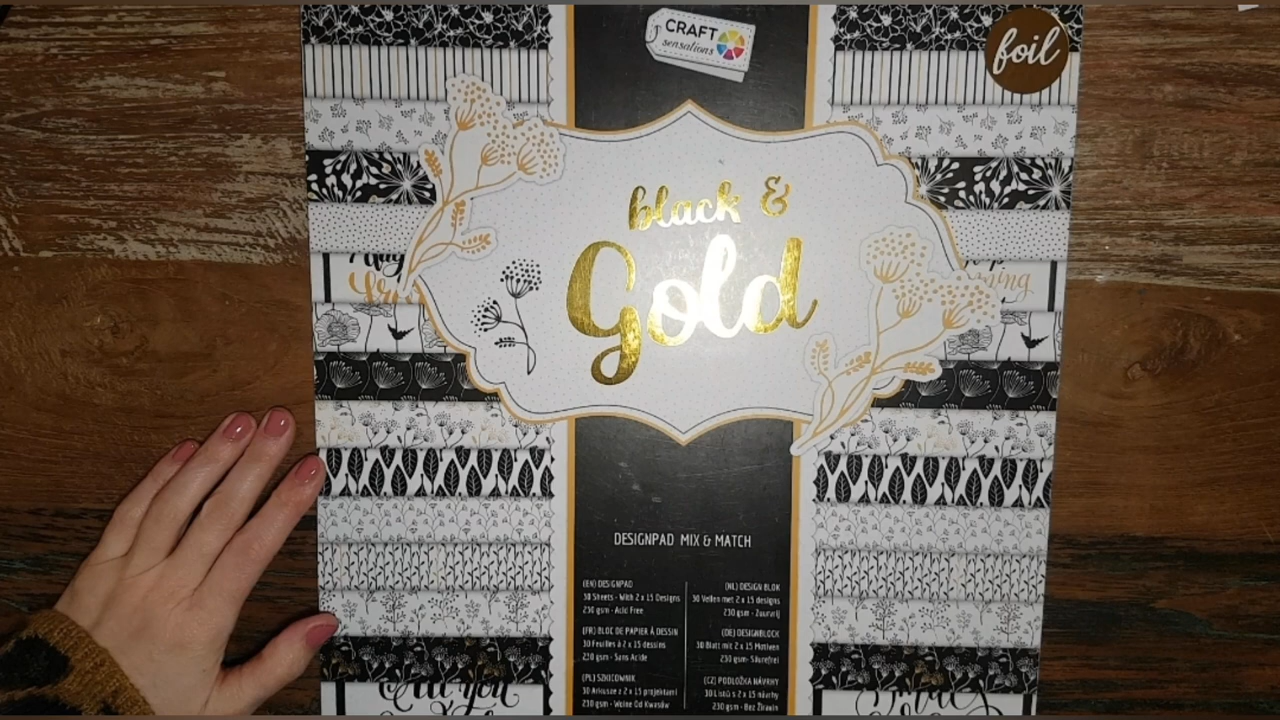 CRAFT
sensations
foil
black &
Gold
DESIGNPAD MIX & MATCH
(EN) DESIGNPAD
30 Sheets - With 2 x 15 Designs
230 gsm - Acid Free
(FR) BLOC DE PAPIER À DESSIN
30 Feuilles à 2 x 15 dessins
230 gsm - Sans Acide
(PL) SZKICOWNIK
30 Arkusze z 2 x 15 projektami
230 gsm - Wolne Od Kwasów
(NL) DESIGN BLOK
30 Vellen met 2 x 15 designs
230 gsm - Zuurvrij
(DE) DESIGNBLOCK
30 Blatt mit 2 x 15 Motiven
230 gsm - Säurefrei
(CZ) PODLOŽKA NÁVRHY
30 Listů s 2 x 15 návrhy
230 gsm - Bez Žiravin